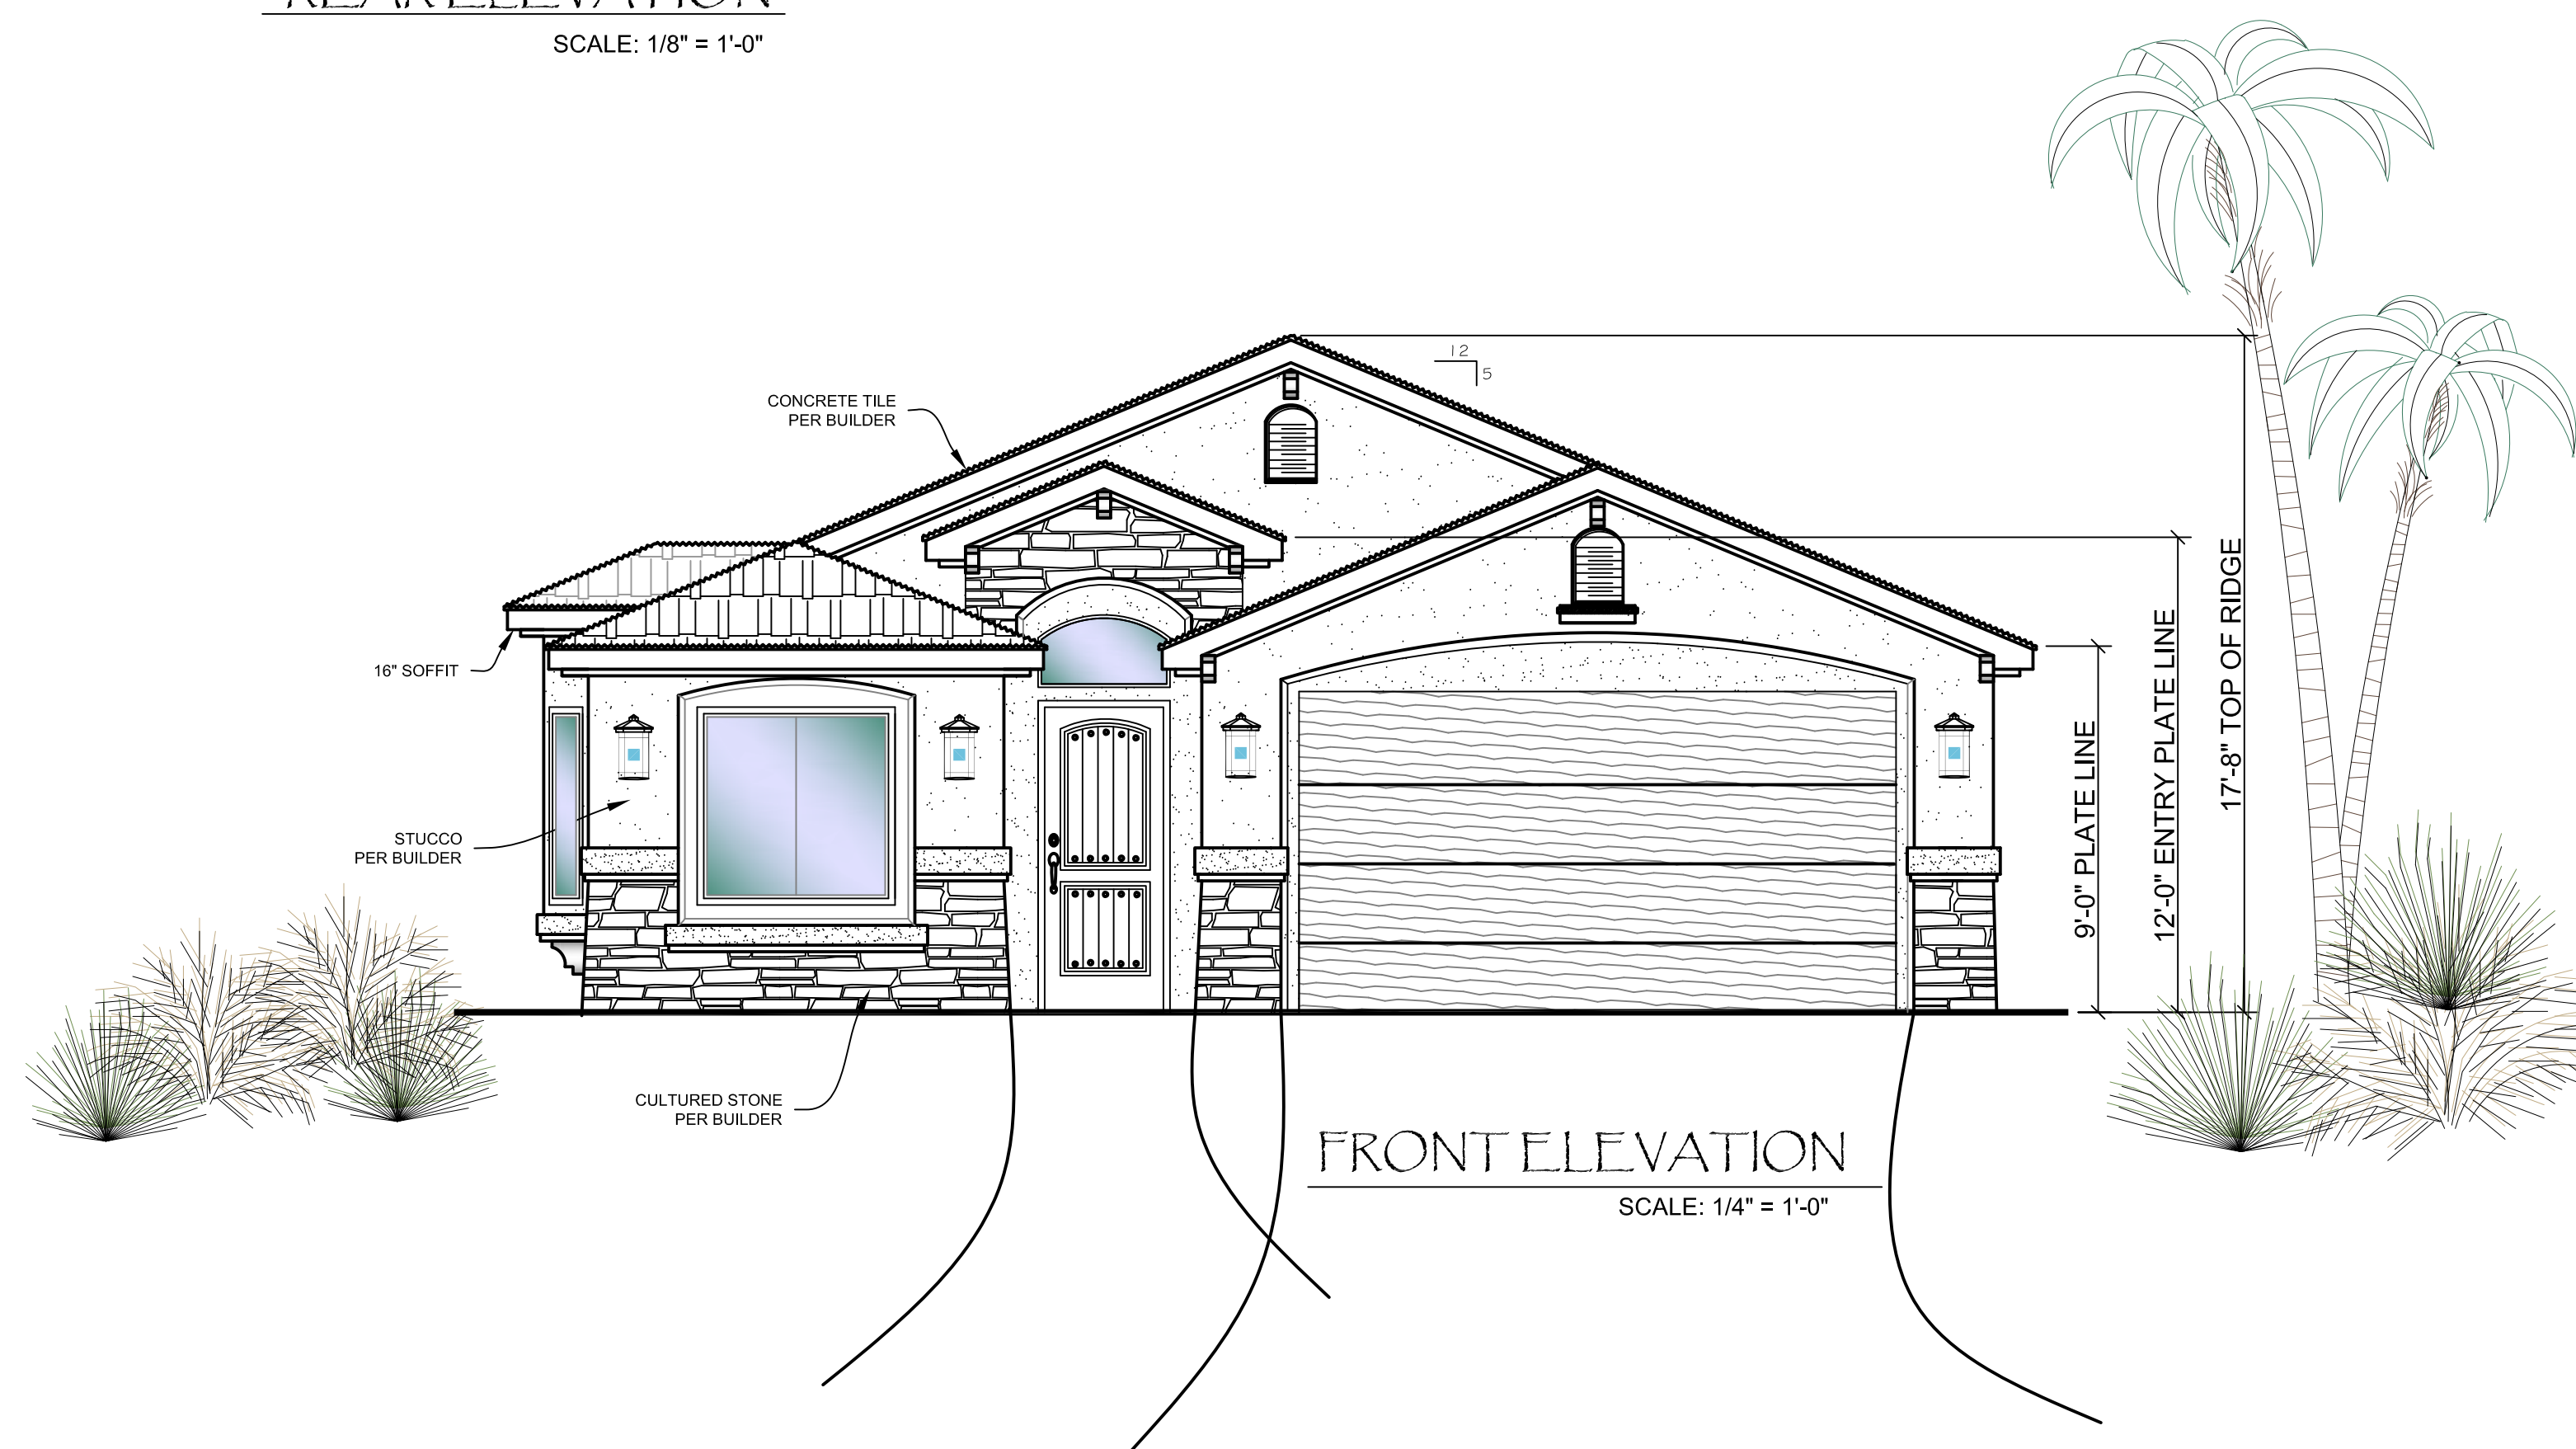 REAR ELEVATION
SCALE: 1/8" = 1'-0"
12
5
CONCRETE TILE
PER BUILDER
16" SOFFIT
STUCCO
PER BUILDER
9'-0" PLATE LINE
12'-0" ENTRY PLATE LINE
17'-8" TOP OF RIDGE
CULTURED STONE
PER BUILDER
FRONT ELEVATION
SCALE: 1/4" = 1'-0"